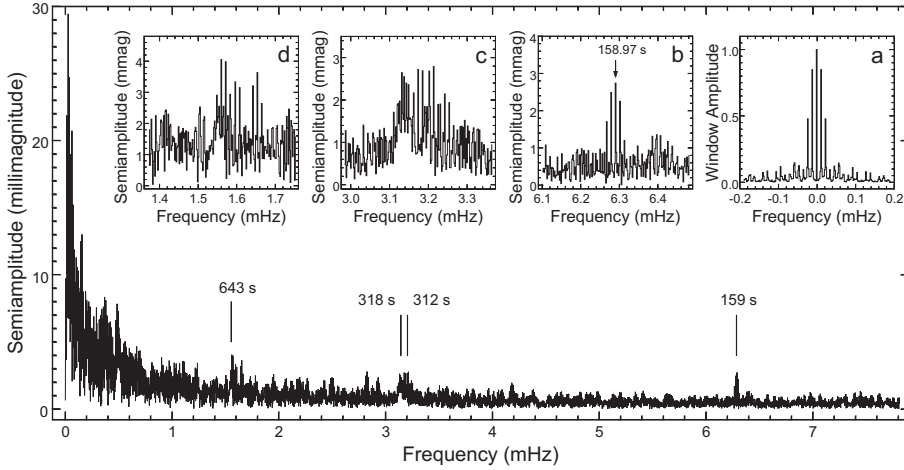 d
Semiamplitude (mmag)
4
3
2
1
0
1.4 1.5 1.6 1.7
Frequency (mHz)
c
Semiamplitude (mmag)
4
3
2
1
0
3.0 3.1 3.2 3.3
Frequency (mHz)
b
158.97 s
Semiamplitude (mmag)
4
3
2
1
0
6.1 6.2 6.3 6.4
Frequency (mHz)
a
Window Amplitude
1.0
0.5
0.0
-0.2 -0.1 0.0 0.1 0.2
Frequency (mHz)
Semiamplitude (millimagnitude)
30
20
10
0
643 s
318 s
312 s
159 s
0 1 2 3 4 5 6 7
Frequency (mHz)